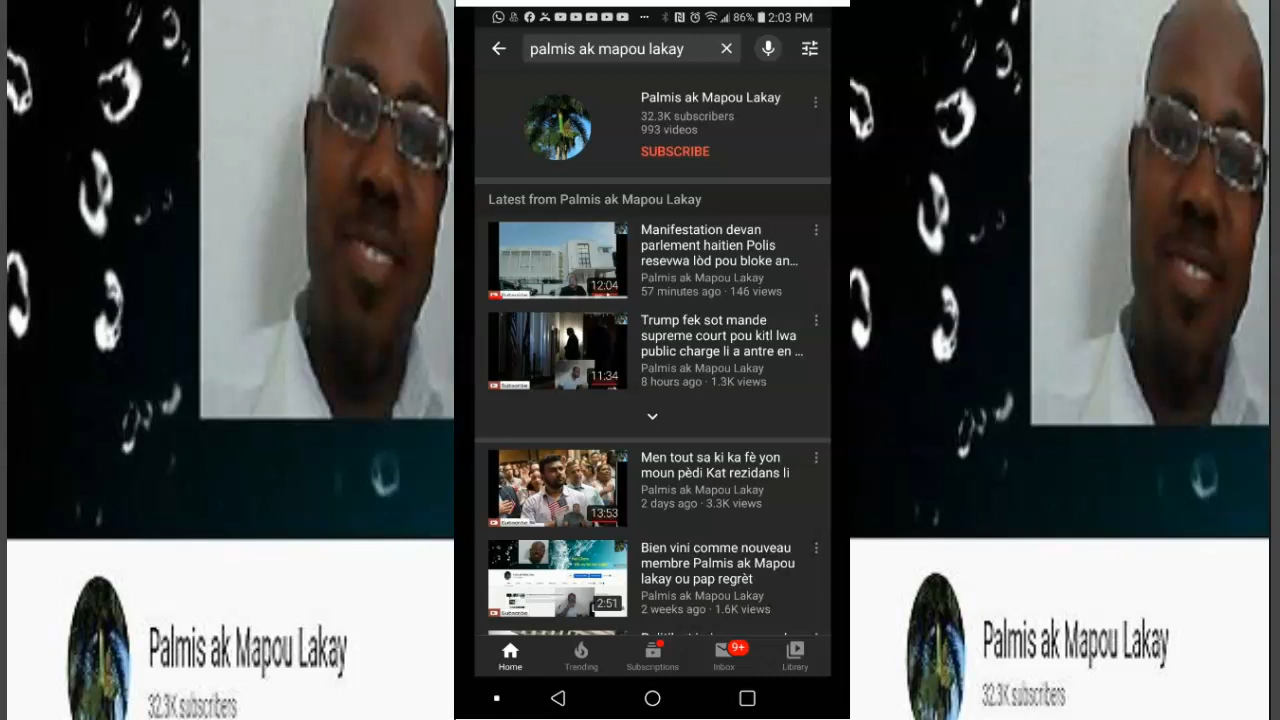 86% 2:03 PM
palmis ak mapou lakay
Palmis ak Mapou Lakay
32.3K subscribers
993 videos
SUBSCRIBE
Latest from Palmis ak Mapou Lakay
Manifestation devan
parlement haitien Polis
resevwa lòd pou bloke an...
Palmis ak Mapou Lakay
57 minutes ago · 146 views
12:04
Subscribe
Trump fek sot mande
supreme court pou kitl lwa
public charge li a antre en ...
Palmis ak Mapou Lakay
8 hours ago · 1.3K views
11:34
Subscribe
Men tout sa ki ka fè yon
moun pèdi Kat rezidans li
Palmis ak Mapou Lakay
2 days ago · 3.3K views
13:53
Subscribe
Bien vini comme nouveau
membre Palmis ak Mapou
lakay ou pap regrèt
Palmis ak Mapou Lakay
2 weeks ago · 1.6K views
2:51
Subscribe
9+
Home Trending Subscriptions Inbox Library
Palmis ak Mapou Lakay
32.3K subscribers
Palmis ak Mapou Lakay
32.3K subscribers